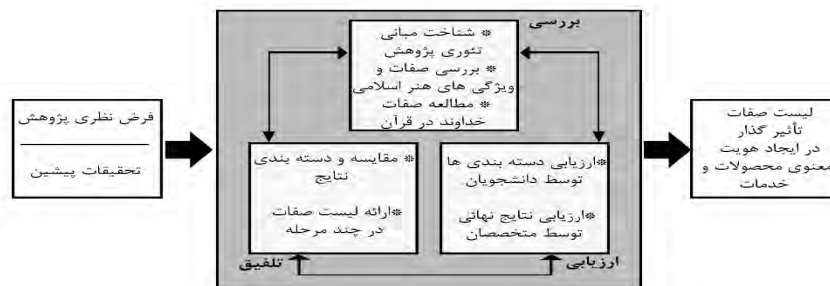 بررسی
* شناخت مبانی
تئوری پژوهش
* بررسی صفات و
ویژگی های هنر اسلامی
* مطالعه صفات
خداوند در قرآن
فرض نظری پژوهش
تحقیقات پیشین
* مقایسه و دسته بندی
نتایج
*ارائه لیست صفات
در چند مرحله
تلفیق
*ارزیابی دسته بندی ها
توسط دانشجویان
*ارزیابی نتایج نهائی
توسط متخصصان
ارزیابی
لیست صفات
تأثیر گذار
در ایجاد هویت
معنوی محصولات و
خدمات